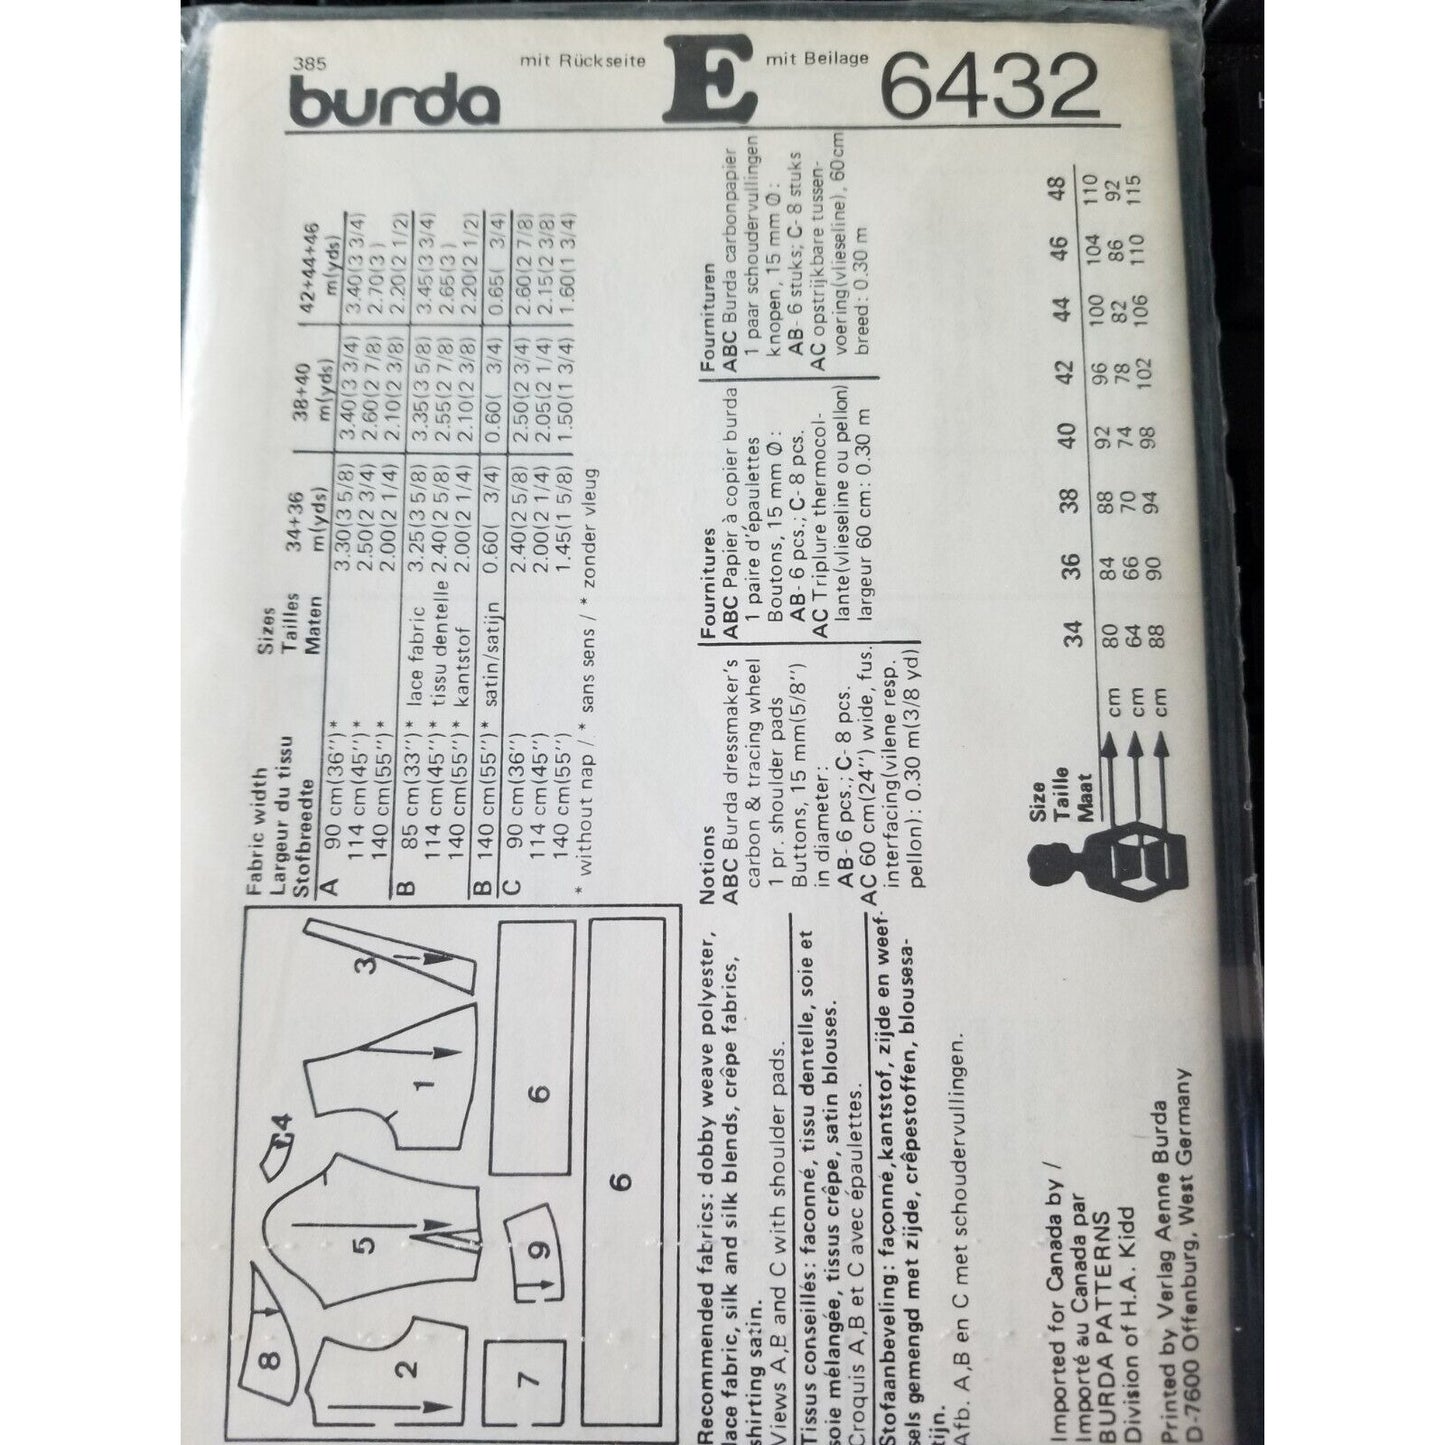 385
burda
mit Rückseite
E
mit Beilage
6432
Fabric width
Largeur du tissu
Stofbreedte
Sizes
Tailles
Maten
34+36
m(yds)
38+40
m(yds)
42+44+46
m(yds)
A 90 cm(36'')* 3.30(3 5/8) 3.40(3 3/4) 3.40(3 3/4)
114 cm(45'')* 2.50(2 3/4) 2.60(2 7/8) 2.70(3 )
140 cm(55'')* 2.00(2 1/4) 2.10(2 3/8) 2.20(2 1/2)
B 85 cm(33'')* lace fabric 3.25(3 5/8) 3.35(3 5/8) 3.45(3 3/4)
114 cm(45'')* tissu dentelle 2.40(2 5/8) 2.55(2 7/8) 2.65(3 )
140 cm(55'')* kantstof 2.00(2 1/4) 2.10(2 3/8) 2.20(2 1/2)
B 140 cm(55'')* satin/satijn 0.60( 3/4) 0.60( 3/4) 0.65( 3/4)
C 90 cm(36'') 2.40(2 5/8) 2.50(2 3/4) 2.60(2 7/8)
114 cm(45'') 2.00(2 1/4) 2.05(2 1/4) 2.15(2 3/8)
140 cm(55'') 1.45(1 5/8) 1.50(1 3/4) 1.60(1 3/4)
* without nap / * sans sens / * zonder vleug
8
5
4
1
3
2
7
9
6
6
Recommended fabrics: dobby weave polyester,
lace fabric, silk and silk blends, crêpe fabrics,
shirting satin.
Views A,B and C with shoulder pads.
Tissus conseillés: faconné, tissu dentelle, soie et
soie mèlangée, tissus crêpe, satin blouses.
Croquis A,B et C avec épaulettes.
Stofaanbeveling: façonné,kantstof, zijde en weef-
sels gemengd met zijde, crêpestoffen, blousesa-
tijn.
Afb. A,B en C met schoudervullingen.
Notions
ABC Burda dressmaker's
carbon & tracing wheel
1 pr. shoulder pads
Buttons, 15 mm(5/8'')
in diameter:
AB- 6 pcs.; C- 8 pcs.
AC 60 cm(24'') wide, fus.
interfacing(vilene resp.
pellon): 0.30 m(3/8 yd)
Fournitures
ABC Papier à copier burda
1 paire d'épaulettes
Boutons, 15 mm Ø:
AB- 6 pcs.; C- 8 pcs.
AC Triplure thermocol-
lante(vlieseline ou pellon)
largeur 60 cm: 0.30 m
Fournituren
ABC Burda carbonpapier
1 paar schoudervullingen
knopen, 15 mm Ø:
AB- 6 stuks; C- 8 stuks
AC opstrijkbare tussen-
voering(vlieseline), 60cm
breed: 0.30 m
Size
Taille
Maat
34 36 38 40 42 44 46 48
cm 80 84 88 92 96 100 104 110
cm 64 66 70 74 78 82 86 92
cm 88 90 94 98 102 106 110 115
Imported for Canada by /
Importé au Canada par
BURDA PATTERNS
Division of H.A. Kidd
Printed by Verlag Aenne Burda
D-7600 Offenburg, West Germany